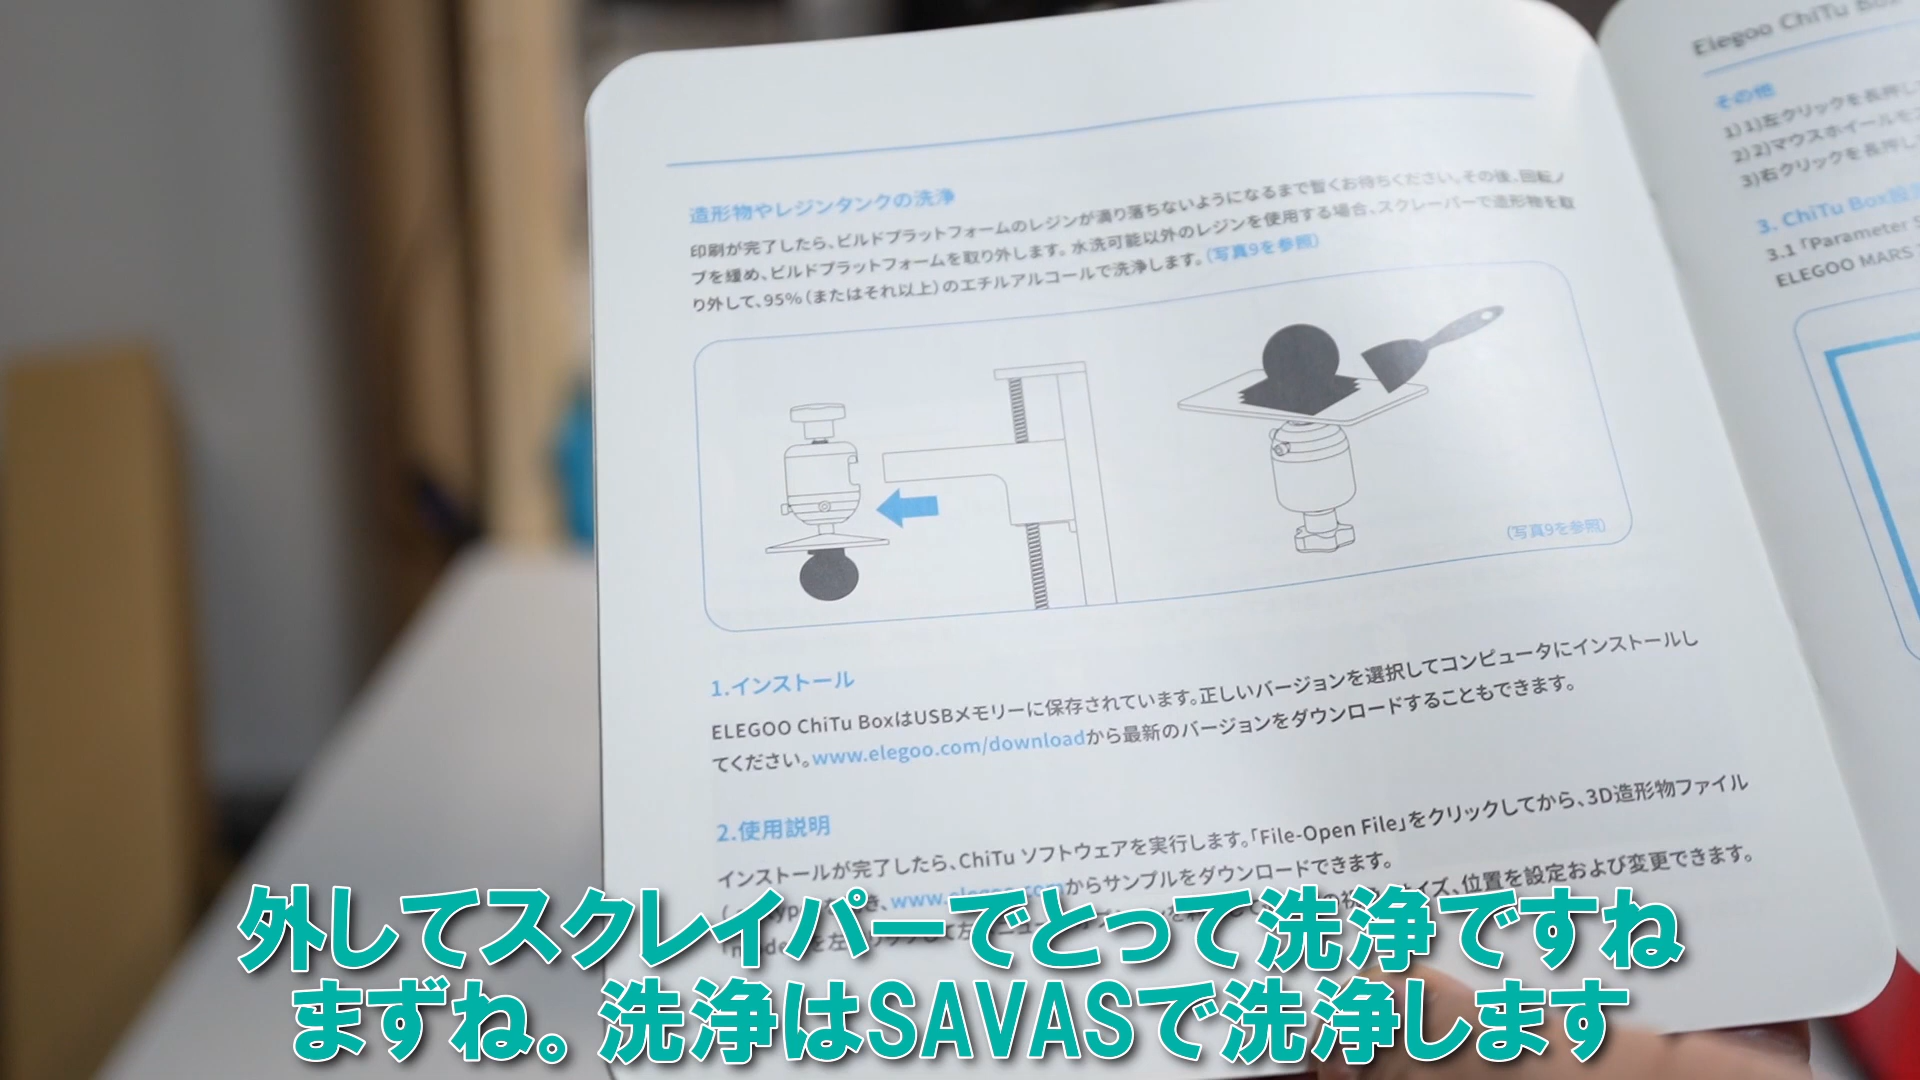 造形物やレジンタンクの洗浄
印刷が完了したら、ビルドプラットフォームのレジンが滴り落ちないようになるまで暫くお待ちください。その後、回転ノ
ブを緩め、ビルドプラットフォームを取り外します。水洗可能以外のレジンを使用する場合、スクレーパーで造形物を取
り外して、95%(またはそれ以上)のエチルアルコールで洗浄します。(写真9を参照)
(写真9を参照)
1.インストール
ELEGOO ChiTu BoxはUSBメモリーに保存されています。正しいバージョンを選択してコンピュータにインストールし
てください。www.elegoo.com/downloadから最新のバージョンをダウンロードすることもできます。
2.使用説明
インストールが完了したら、ChiTu ソフトウェアを実行します。「File-Open File」をクリックしてから、3D造形物ファイル
からサンプルをダウンロードできます。
イズ、位置を設定および変更できます。
Elegoo ChiTu Box
その他
1)1)左クリックを長押し
2)2)マウスホイールを
3)右クリックを長押し
3. ChiTu Box設
3.1「Parameter S
ELEGOO MARS
外してスクレイパーでとって洗浄ですね
まずね。洗浄はSAVASで洗浄します